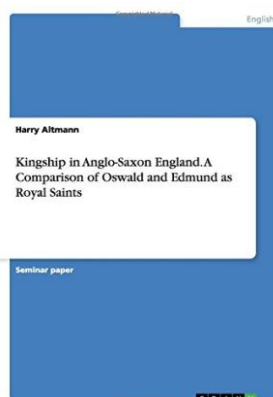 English
Harry Altmann
Kingship in Anglo-Saxon England. A
Comparison of Oswald and Edmund as
Royal Saints
Seminar paper